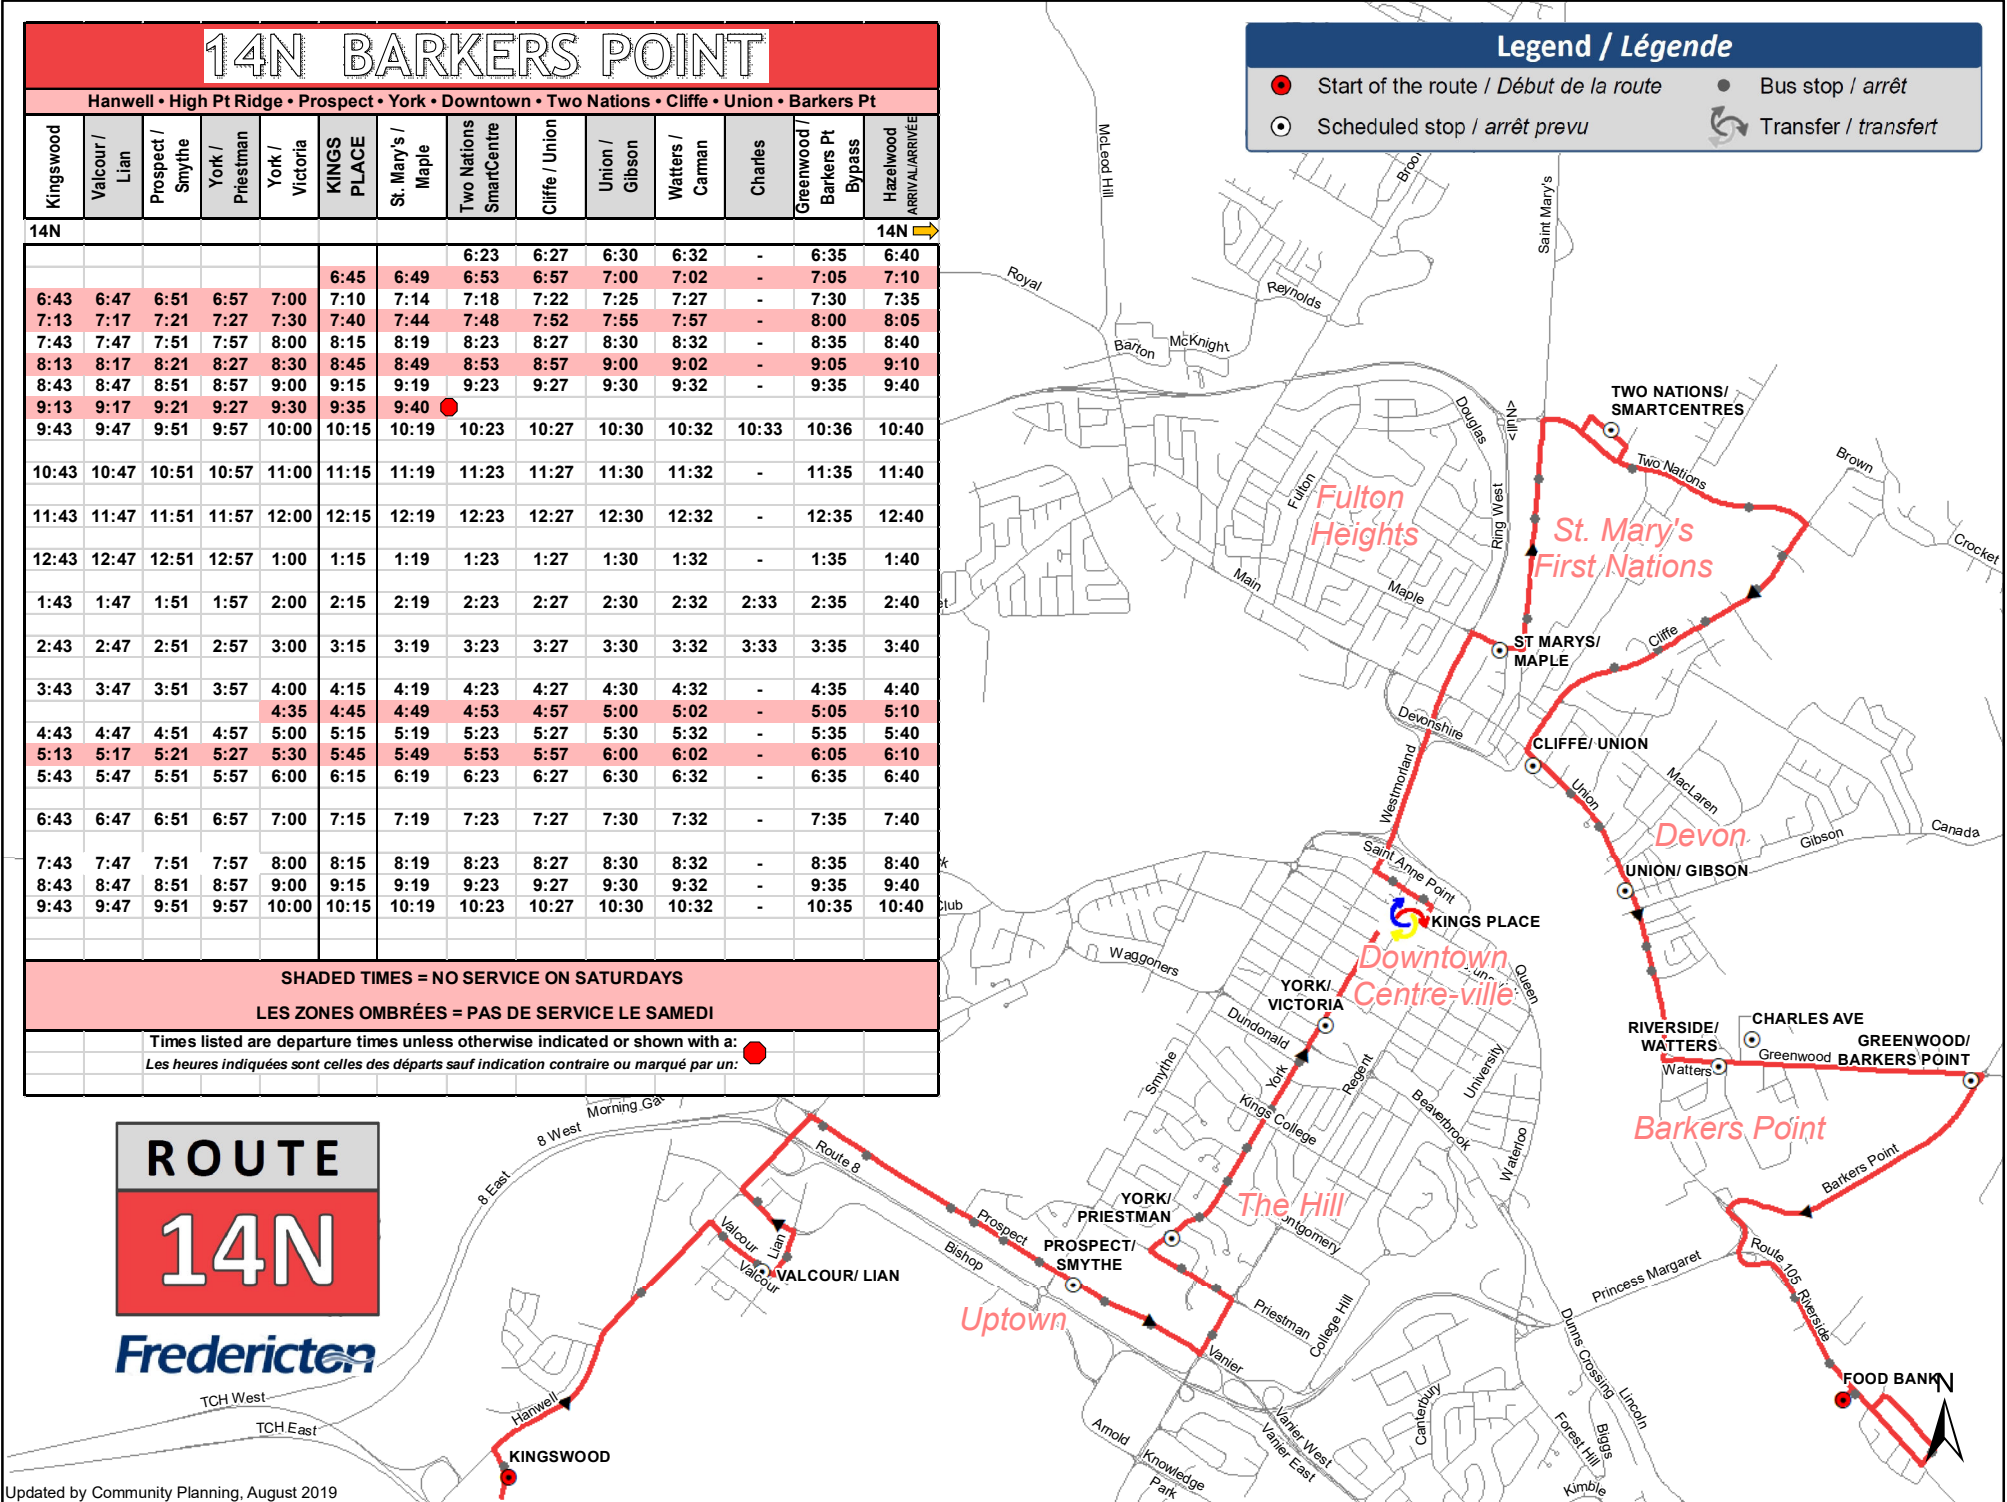 14N BARKERS POINT
Hanwell • High Pt Ridge • Prospect • York • Downtown • Two Nations • Cliffe • Union • Barkers Pt
Kingswood
Valcour / Lian
Prospect / Smythe
York / Priestman
York / Victoria
KINGS PLACE
St. Mary's / Maple
Two Nations SmartCentre
Cliffe / Union
Union / Gibson
Watters / Carman
Charles
Greenwood / Barkers Pt Bypass
Hazelwood ARRIVAL/ARRIVÉE
14N 14N
6:23 6:27 6:30 6:32 - 6:35 6:40
6:45 6:49 6:53 6:57 7:00 7:02 - 7:05 7:10
6:43 6:47 6:51 6:57 7:00 7:10 7:14 7:18 7:22 7:25 7:27 - 7:30 7:35
7:13 7:17 7:21 7:27 7:30 7:40 7:44 7:48 7:52 7:55 7:57 - 8:00 8:05
7:43 7:47 7:51 7:57 8:00 8:15 8:19 8:23 8:27 8:30 8:32 - 8:35 8:40
8:13 8:17 8:21 8:27 8:30 8:45 8:49 8:53 8:57 9:00 9:02 - 9:05 9:10
8:43 8:47 8:51 8:57 9:00 9:15 9:19 9:23 9:27 9:30 9:32 - 9:35 9:40
9:13 9:17 9:21 9:27 9:30 9:35 9:40
9:43 9:47 9:51 9:57 10:00 10:15 10:19 10:23 10:27 10:30 10:32 10:33 10:36 10:40
10:43 10:47 10:51 10:57 11:00 11:15 11:19 11:23 11:27 11:30 11:32 - 11:35 11:40
11:43 11:47 11:51 11:57 12:00 12:15 12:19 12:23 12:27 12:30 12:32 - 12:35 12:40
12:43 12:47 12:51 12:57 1:00 1:15 1:19 1:23 1:27 1:30 1:32 - 1:35 1:40
1:43 1:47 1:51 1:57 2:00 2:15 2:19 2:23 2:27 2:30 2:32 2:33 2:35 2:40
2:43 2:47 2:51 2:57 3:00 3:15 3:19 3:23 3:27 3:30 3:32 3:33 3:35 3:40
3:43 3:47 3:51 3:57 4:00 4:15 4:19 4:23 4:27 4:30 4:32 - 4:35 4:40
4:35 4:45 4:49 4:53 4:57 5:00 5:02 - 5:05 5:10
4:43 4:47 4:51 4:57 5:00 5:15 5:19 5:23 5:27 5:30 5:32 - 5:35 5:40
5:13 5:17 5:21 5:27 5:30 5:45 5:49 5:53 5:57 6:00 6:02 - 6:05 6:10
5:43 5:47 5:51 5:57 6:00 6:15 6:19 6:23 6:27 6:30 6:32 - 6:35 6:40
6:43 6:47 6:51 6:57 7:00 7:15 7:19 7:23 7:27 7:30 7:32 - 7:35 7:40
7:43 7:47 7:51 7:57 8:00 8:15 8:19 8:23 8:27 8:30 8:32 - 8:35 8:40
8:43 8:47 8:51 8:57 9:00 9:15 9:19 9:23 9:27 9:30 9:32 - 9:35 9:40
9:43 9:47 9:51 9:57 10:00 10:15 10:19 10:23 10:27 10:30 10:32 - 10:35 10:40
SHADED TIMES = NO SERVICE ON SATURDAYS
LES ZONES OMBRÉES = PAS DE SERVICE LE SAMEDI
Times listed are departure times unless otherwise indicated or shown with a:
Les heures indiquées sont celles des départs sauf indication contraire ou marqué par un:
ROUTE
14N
Fredericton
Updated by Community Planning, August 2019
Legend / Légende
Start of the route / Début de la route
Bus stop / arrêt
Scheduled stop / arrêt prevu
Transfer / transfert
McLeod Hill
Saint Mary's
Royal
Reynolds
Barton
McKnight
Douglas
<Null>
TWO NATIONS/
SMARTCENTRES
Two Nations
Brown
Crocket
Fulton
Fulton
Heights
Ring West
St. Mary's
First Nations
Main
Maple
ST MARYS/
MAPLE
Cliffe
Devonshire
CLIFFE/ UNION
Westmorland
Union
MacLaren
Devon
Gibson
Canada
Saint Anne Point
UNION/ GIBSON
KINGS PLACE
Downtown
Centre-ville
Queen
Waggoners
YORK/
VICTORIA
Dundonald
Smythe
York
Regent
University
Kings College
Beaverbrook
Waterloo
RIVERSIDE/
WATTERS
Watters
CHARLES AVE
Greenwood
GREENWOOD/
BARKERS POINT
Barkers Point
Barkers Point
8 West
8 East
Route 8
Prospect
Bishop
YORK/
PRIESTMAN
The Hill
PROSPECT/
SMYTHE
Uptown
Priestman
College Hill
Vanier
Valcour
Lian
Valcour
VALCOUR/ LIAN
Princess Margaret
Route 105
Riverside
Dunns Crossing
Lincoln
FOOD BANK
N
TCH West
TCH East
Hanwell
KINGSWOOD
Arnold
Knowledge
Park
Vanier West
Vanier East
Canterbury
Forest Hill
Biggs
Kimble